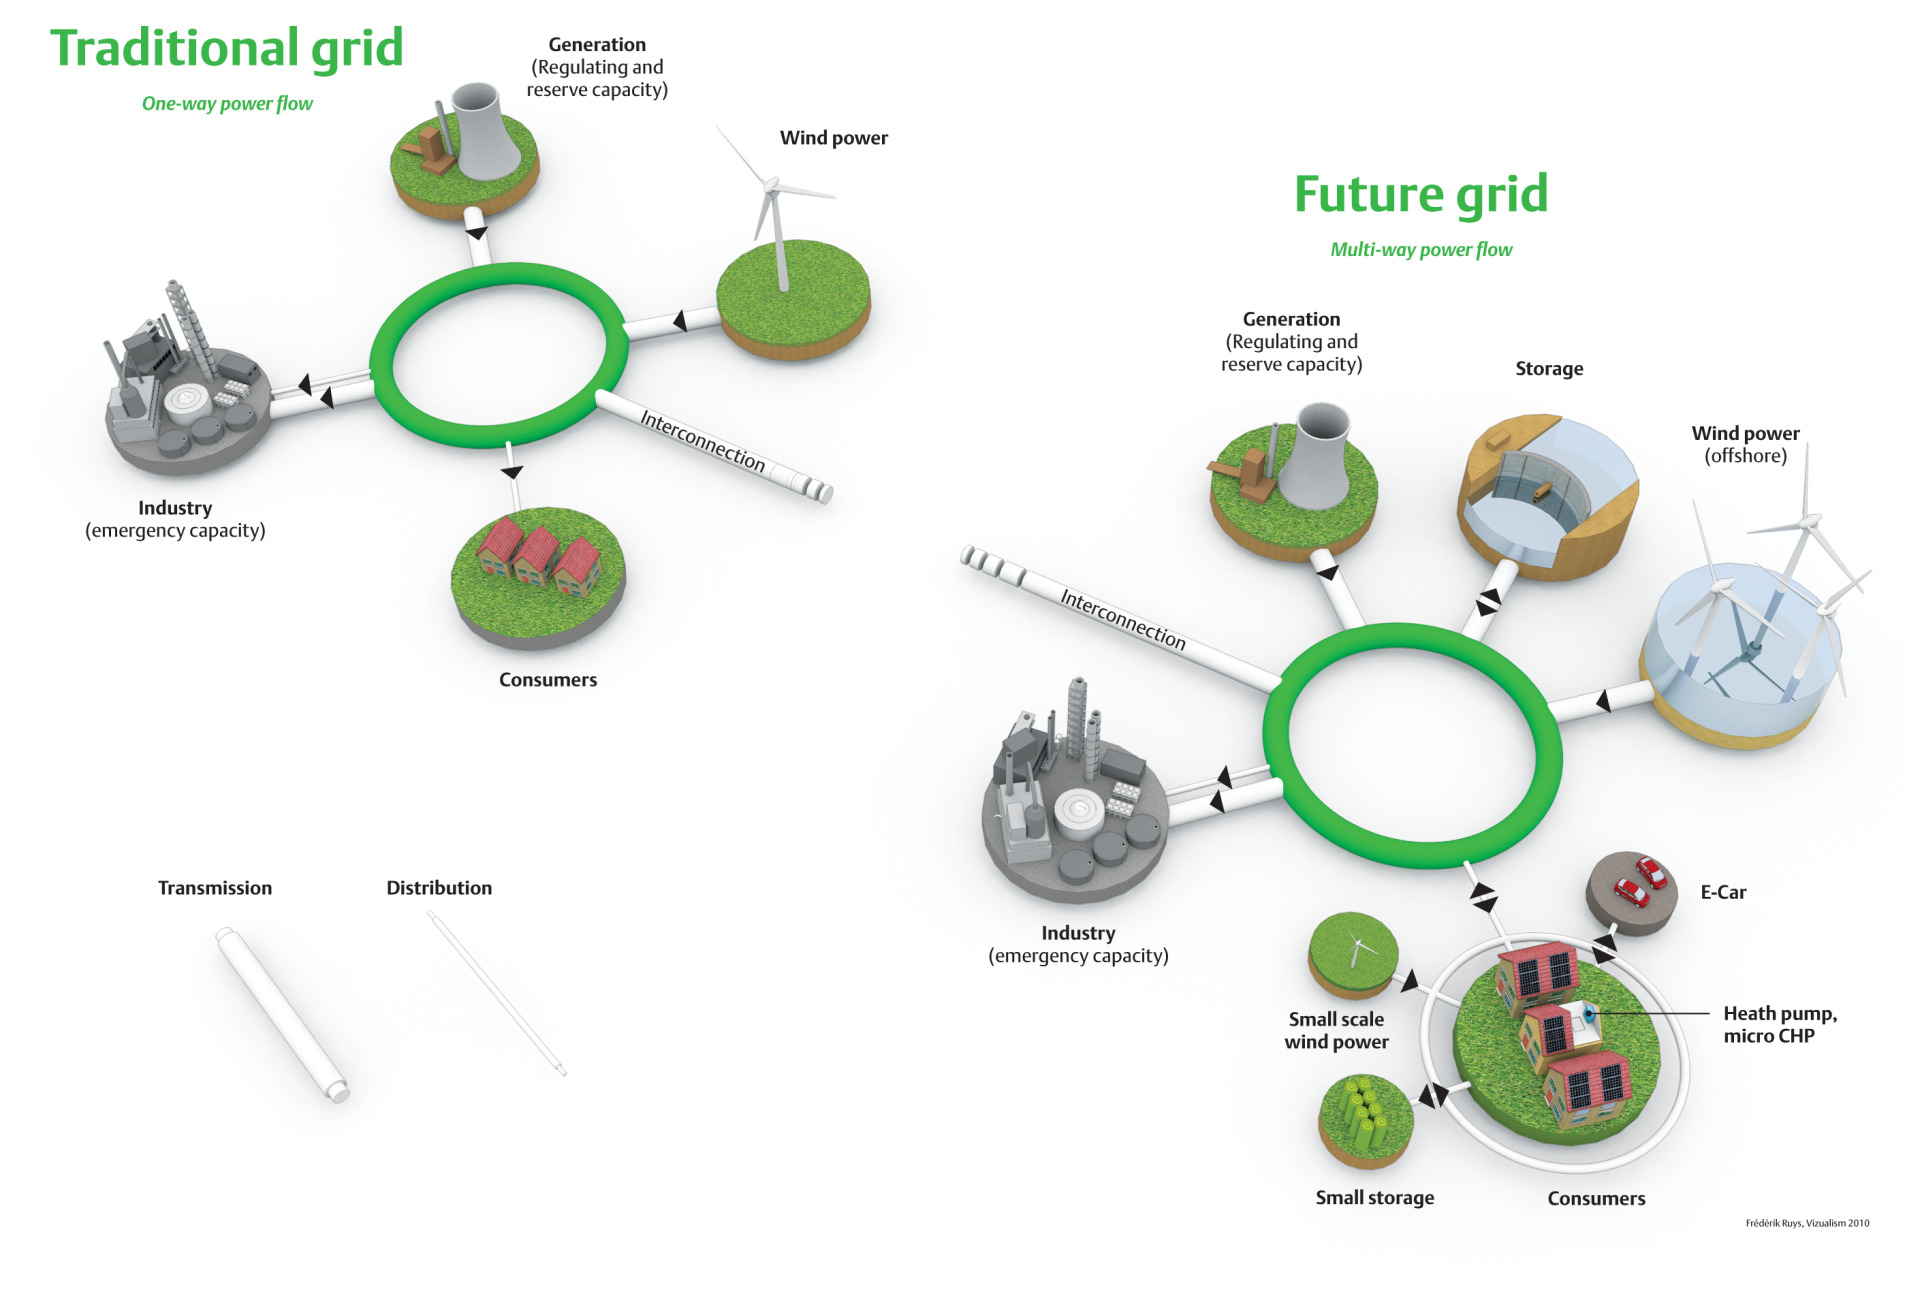 Traditional grid
One-way power flow
Generation
(Regulating and
reserve capacity)
Wind power
Interconnection
Industry
(emergency capacity)
Consumers
Transmission
Distribution
Future grid
Multi-way power flow
Generation
(Regulating and
reserve capacity)
Storage
Wind power
(offshore)
Interconnection
Industry
(emergency capacity)
E-Car
Small scale
wind power
Heath pump,
micro CHP
Small storage
Consumers
Frédérik Ruys, Vizualism 2010